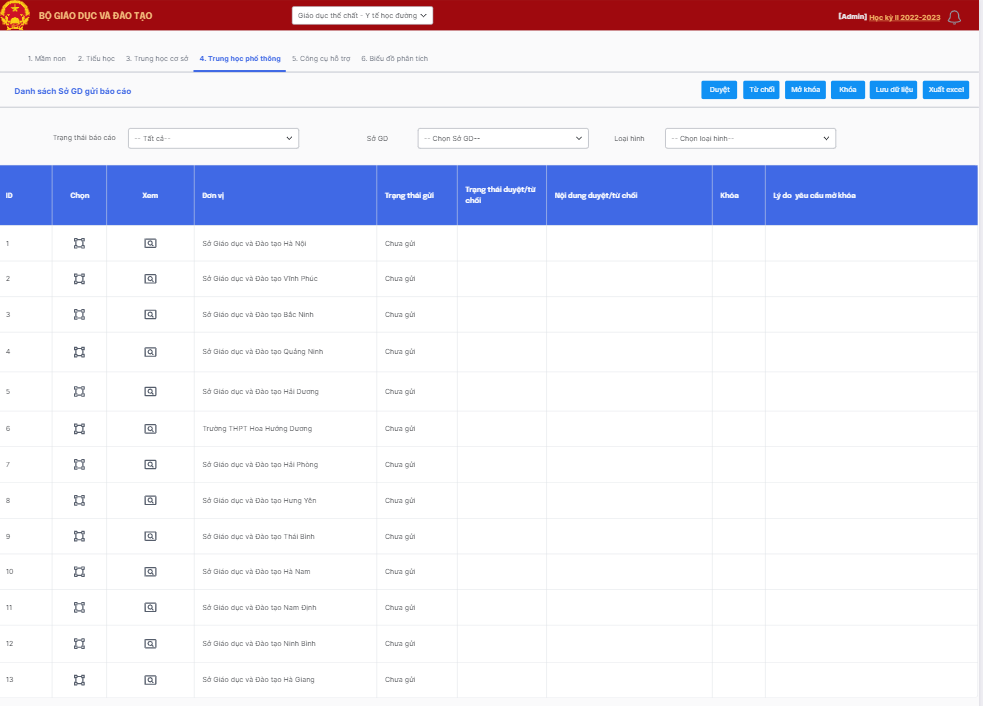 BỘ GIÁO DỤC VÀ ĐÀO TẠO
Giáo dục thể chất - Y tế học đường
[Admin] Học kỳ II 2022-2023
1. Mầm non 2. Tiểu học 3. Trung học cơ sở 4. Trung học phổ thông 5. Công cụ hỗ trợ 6. Biểu đồ phân tích
Danh sách Sở GD gửi báo cáo
Duyệt Từ chối Mở khóa Khóa Lưu dữ liệu Xuất excel
Trạng thái báo cáo -- Tất cả-- Sở GD -- Chọn Sở GD-- Loại hình -- Chọn loại hình--
ID Chọn Xem Đơn vị Trạng thái gửi Trạng thái duyệt/từ chối Nội dung duyệt/từ chối Khóa Lý do yêu cầu mở khóa
1 Sở Giáo dục và Đào tạo Hà Nội Chưa gửi
2 Sở Giáo dục và Đào tạo Vĩnh Phúc Chưa gửi
3 Sở Giáo dục và Đào tạo Bắc Ninh Chưa gửi
4 Sở Giáo dục và Đào tạo Quảng Ninh Chưa gửi
5 Sở Giáo dục và Đào tạo Hải Dương Chưa gửi
6 Trường THPT Hoa Hướng Dương Chưa gửi
7 Sở Giáo dục và Đào tạo Hải Phòng Chưa gửi
8 Sở Giáo dục và Đào tạo Hưng Yên Chưa gửi
9 Sở Giáo dục và Đào tạo Thái Bình Chưa gửi
10 Sở Giáo dục và Đào tạo Hà Nam Chưa gửi
11 Sở Giáo dục và Đào tạo Nam Định Chưa gửi
12 Sở Giáo dục và Đào tạo Ninh Bình Chưa gửi
13 Sở Giáo dục và Đào tạo Hà Giang Chưa gửi